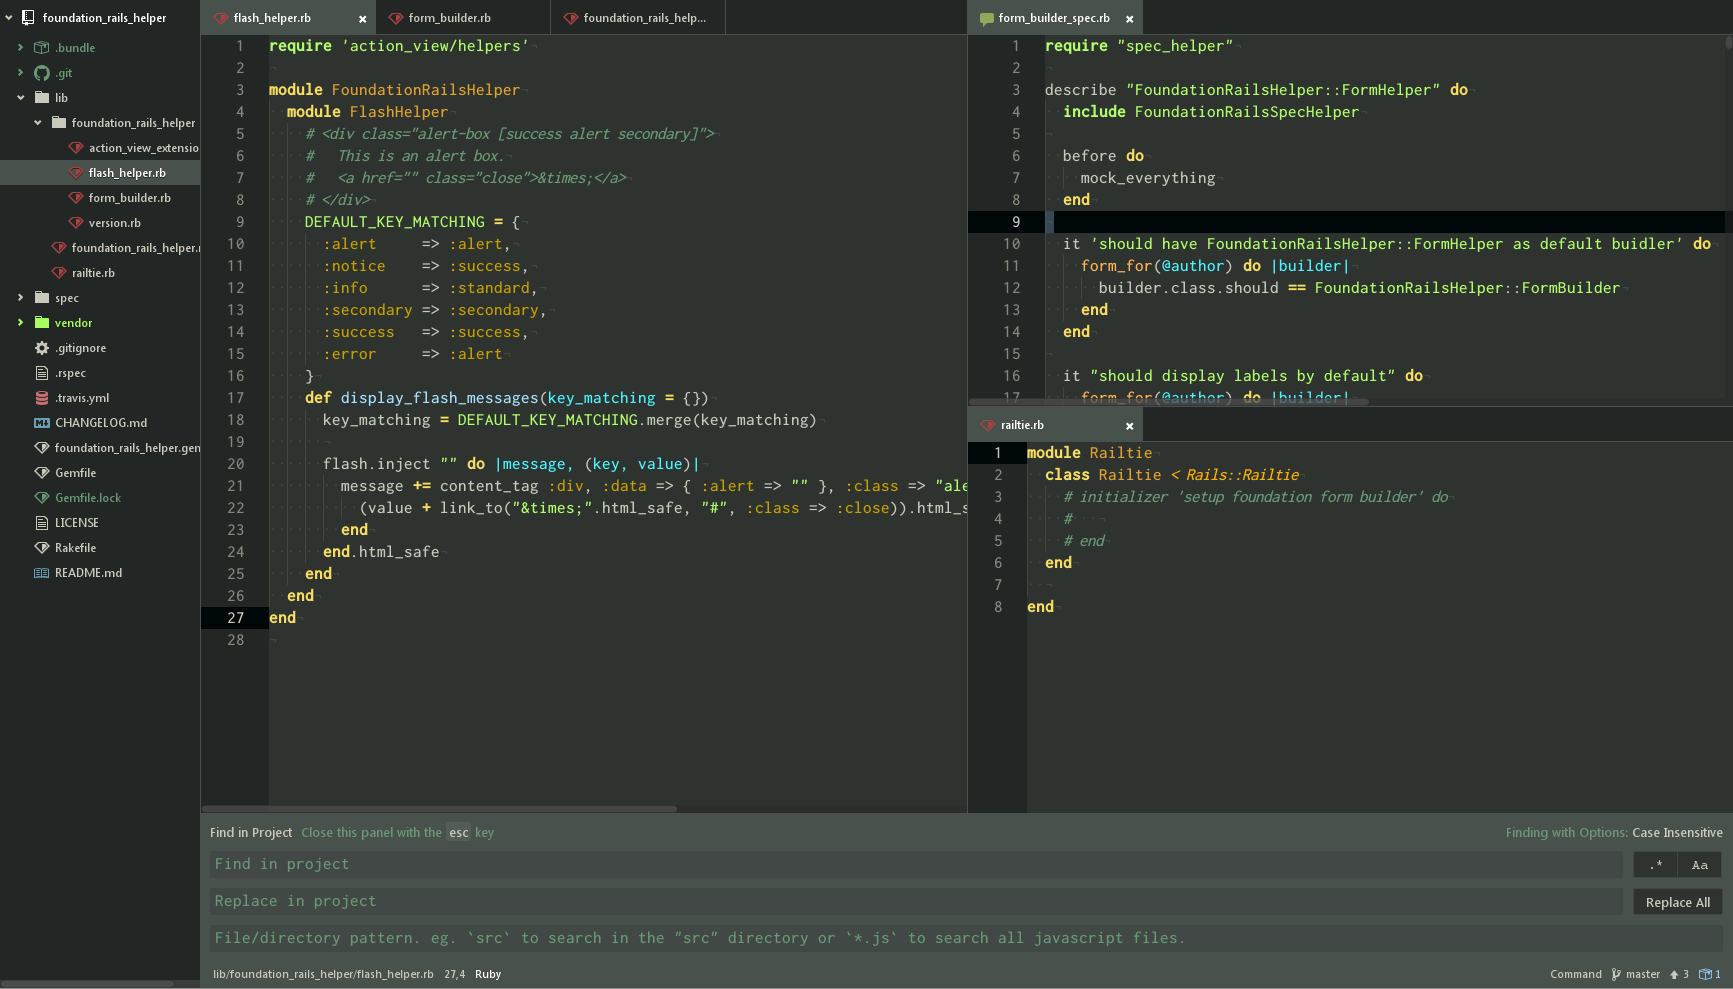 foundation_rails_helper
.bundle
.git
lib
foundation_rails_helper
action_view_extensio
flash_helper.rb
form_builder.rb
version.rb
foundation_rails_helper.r
railtie.rb
spec
vendor
.gitignore
.rspec
.travis.yml
CHANGELOG.md
foundation_rails_helper.gen
Gemfile
Gemfile.lock
LICENSE
Rakefile
README.md
flash_helper.rb
form_builder.rb
foundation_rails_help...
1 require 'action_view/helpers'
2
3 module FoundationRailsHelper
4 module FlashHelper
5 # <div class="alert-box [success alert secondary]">
6 # This is an alert box.
7 # <a href="" class="close">&times;</a>
8 # </div>
9 DEFAULT_KEY_MATCHING = {
10 :alert => :alert,
11 :notice => :success,
12 :info => :standard,
13 :secondary => :secondary,
14 :success => :success,
15 :error => :alert
16 }
17 def display_flash_messages(key_matching = {})
18 key_matching = DEFAULT_KEY_MATCHING.merge(key_matching)
19
20 flash.inject "" do |message, (key, value)|
21 message += content_tag :div, :data => { :alert => "" }, :class => "ale
22 (value + link_to("&times;".html_safe, "#", :class => :close)).html_s
23 end
24 end.html_safe
25 end
26 end
27 end
28
form_builder_spec.rb
1 require "spec_helper"
2
3 describe "FoundationRailsHelper::FormHelper" do
4 include FoundationRailsSpecHelper
5
6 before do
7 mock_everything
8 end
9
10 it 'should have FoundationRailsHelper::FormHelper as default buidler' do
11 form_for(@author) do |builder|
12 builder.class.should == FoundationRailsHelper::FormBuilder
13 end
14 end
15
16 it "should display labels by default" do
17 form_for(@author) do |builder|
railtie.rb
1 module Railtie
2 class Railtie < Rails::Railtie
3 # initializer 'setup foundation form builder' do
4 #
5 # end
6 end
7
8 end
Find in Project Close this panel with the esc key
Finding with Options: Case Insensitive
Find in project
.* Aa
Replace in project
Replace All
File/directory pattern. eg. `src` to search in the "src" directory or `*.js` to search all javascript files.
lib/foundation_rails_helper/flash_helper.rb 27,4 Ruby
Command master 3 1